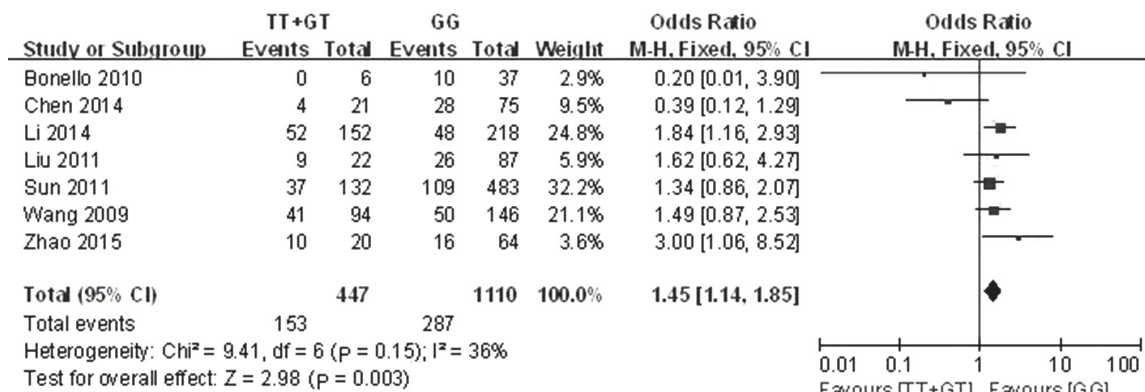 TT+GT GG Odds Ratio Odds Ratio
Study or Subgroup Events Total Events Total Weight M-H, Fixed, 95% CI M-H, Fixed, 95% CI
Bonello 2010 0 6 10 37 2.9% 0.20 [0.01, 3.90]
Chen 2014 4 21 28 75 9.5% 0.39 [0.12, 1.29]
Li 2014 52 152 48 218 24.8% 1.84 [1.16, 2.93]
Liu 2011 9 22 26 87 5.9% 1.62 [0.62, 4.27]
Sun 2011 37 132 109 483 32.2% 1.34 [0.86, 2.07]
Wang 2009 41 94 50 146 21.1% 1.49 [0.87, 2.53]
Zhao 2015 10 20 16 64 3.6% 3.00 [1.06, 8.52]
Total (95% CI) 447 1110 100.0% 1.45 [1.14, 1.85]
Total events 153 287
Heterogeneity: Chi² = 9.41, df = 6 (p = 0.15); I² = 36%
Test for overall effect: Z = 2.98 (p = 0.003)
0.01 0.1 1 10 100
Favours [TT+GT] Favours [GG]